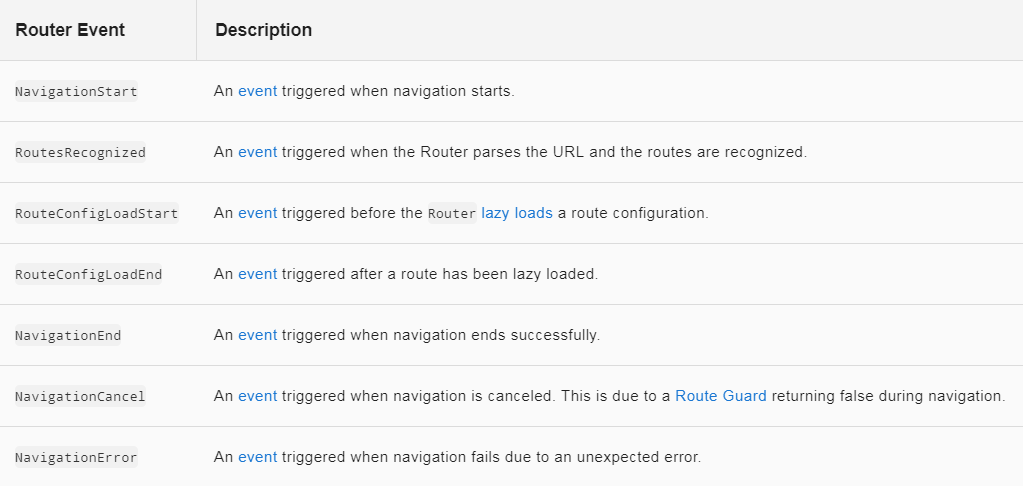 Router Event Description
NavigationStart An event triggered when navigation starts.
RoutesRecognized An event triggered when the Router parses the URL and the routes are recognized.
RouteConfigLoadStart An event triggered before the Router lazy loads a route configuration.
RouteConfigLoadEnd An event triggered after a route has been lazy loaded.
NavigationEnd An event triggered when navigation ends successfully.
NavigationCancel An event triggered when navigation is canceled. This is due to a Route Guard returning false during navigation.
NavigationError An event triggered when navigation fails due to an unexpected error.